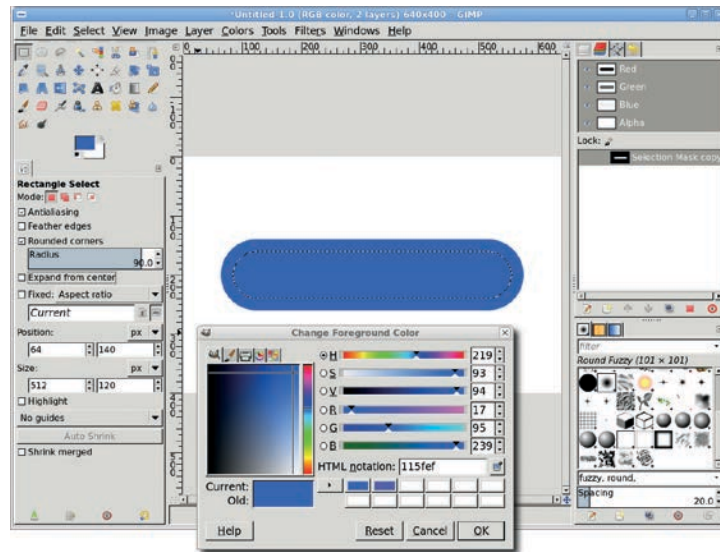 *Untitled-1.0 (RGB color, 2 layers) 640x400 – GIMP
File Edit Select View Image Layer Colors Tools Filters Windows Help
0 100 200 300 400 500 600
Red
Green
Blue
Alpha
Lock:
Selection Mask copy
Rectangle Select
Mode:
Antialiasing
Feather edges
Rounded corners
Radius
90.0
Expand from center
Fixed: Aspect ratio
Current
Position: px
64 140
Size: px
512 120
Highlight
No guides
Auto Shrink
Shrink merged
Change Foreground Color
H 219
S 93
V 94
R 17
G 95
B 239
HTML notation: 115fef
Current:
Old:
Help Reset Cancel OK
filter
Round Fuzzy (101 × 101)
fuzzy, round,
Spacing
20.0